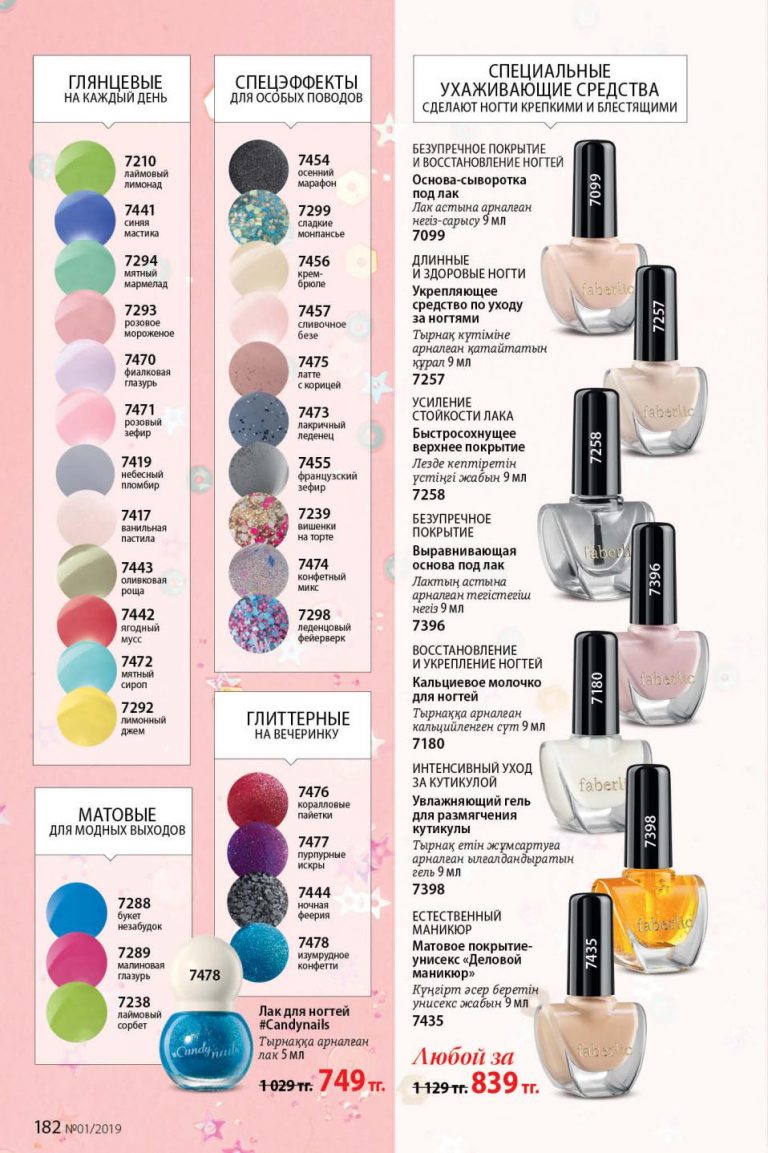 ГЛЯНЦЕВЫЕ
НА КАЖДЫЙ ДЕНЬ
7210
лаймовый
лимонад
7441
синяя
мастика
7294
мятный
мармелад
7293
розовое
мороженое
7470
фиалковая
глазурь
7471
розовый
зефир
7419
небесный
пломбир
7417
ванильная
пастила
7443
оливковая
роща
7442
ягодный
мусс
7472
мятный
сироп
7292
лимонный
джем
МАТОВЫЕ
ДЛЯ МОДНЫХ ВЫХОДОВ
7288
букет
незабудок
7289
малиновая
глазурь
7238
лаймовый
сорбет
СПЕЦЭФФЕКТЫ
ДЛЯ ОСОБЫХ ПОВОДОВ
7454
осенний
марафон
7299
сладкие
монпансье
7456
крем-
брюле
7457
сливочное
безе
7475
латте
с корицей
7473
лакричный
леденец
7455
французский
зефир
7239
вишенки
на торте
7474
конфетный
микс
7298
леденцовый
фейерверк
ГЛИТТЕРНЫЕ
НА ВЕЧЕРИНКУ
7476
коралловые
пайетки
7477
пурпурные
искры
7444
ночная
феерия
7478
изумрудное
конфетти
7478
Candy nails
Лак для ногтей
#Candynails
Тырнаққа арналған
лак 5 мл
1 029 тг. 749 тг.
СПЕЦИАЛЬНЫЕ
УХАЖИВАЮЩИЕ СРЕДСТВА
СДЕЛАЮТ НОГТИ КРЕПКИМИ И БЛЕСТЯЩИМИ
БЕЗУПРЕЧНОЕ ПОКРЫТИЕ
И ВОССТАНОВЛЕНИЕ НОГТЕЙ
Основа-сыворотка
под лак
Лак астына арналған
негіз-сарысу 9 мл
7099
7099
faberlic
ДЛИННЫЕ
И ЗДОРОВЫЕ НОГТИ
Укрепляющее
средство по уходу
за ногтями
Тырнақ күтіміне
арналған қатайтатын
құрал 9 мл
7257
7257
faberlic
УСИЛЕНИЕ
СТОЙКОСТИ ЛАКА
Быстросохнущее
верхнее покрытие
Лезде кептіретін
үстіңгі жабын 9 мл
7258
7258
faberlic
БЕЗУПРЕЧНОЕ
ПОКРЫТИЕ
Выравнивающая
основа под лак
Лактың астына
арналған тегістегіш
негіз 9 мл
7396
7396
faberlic
ВОССТАНОВЛЕНИЕ
И УКРЕПЛЕНИЕ НОГТЕЙ
Кальциевое молочко
для ногтей
Тырнаққа арналған
кальцийленген сүт 9 мл
7180
7180
faberlic
ИНТЕНСИВНЫЙ УХОД
ЗА КУТИКУЛОЙ
Увлажняющий гель
для размягчения
кутикулы
Тырнақ етін жұмсартуға
арналған ылғалдандыратын
гель 9 мл
7398
7398
faberlic
ЕСТЕСТВЕННЫЙ
МАНИКЮР
Матовое покрытие-
унисекс «Деловой
маникюр»
Күңгірт әсер беретін
унисекс жабын 9 мл
7435
7435
faberlic
Любой за
1 129 тг. 839 тг.
182 №01/2019